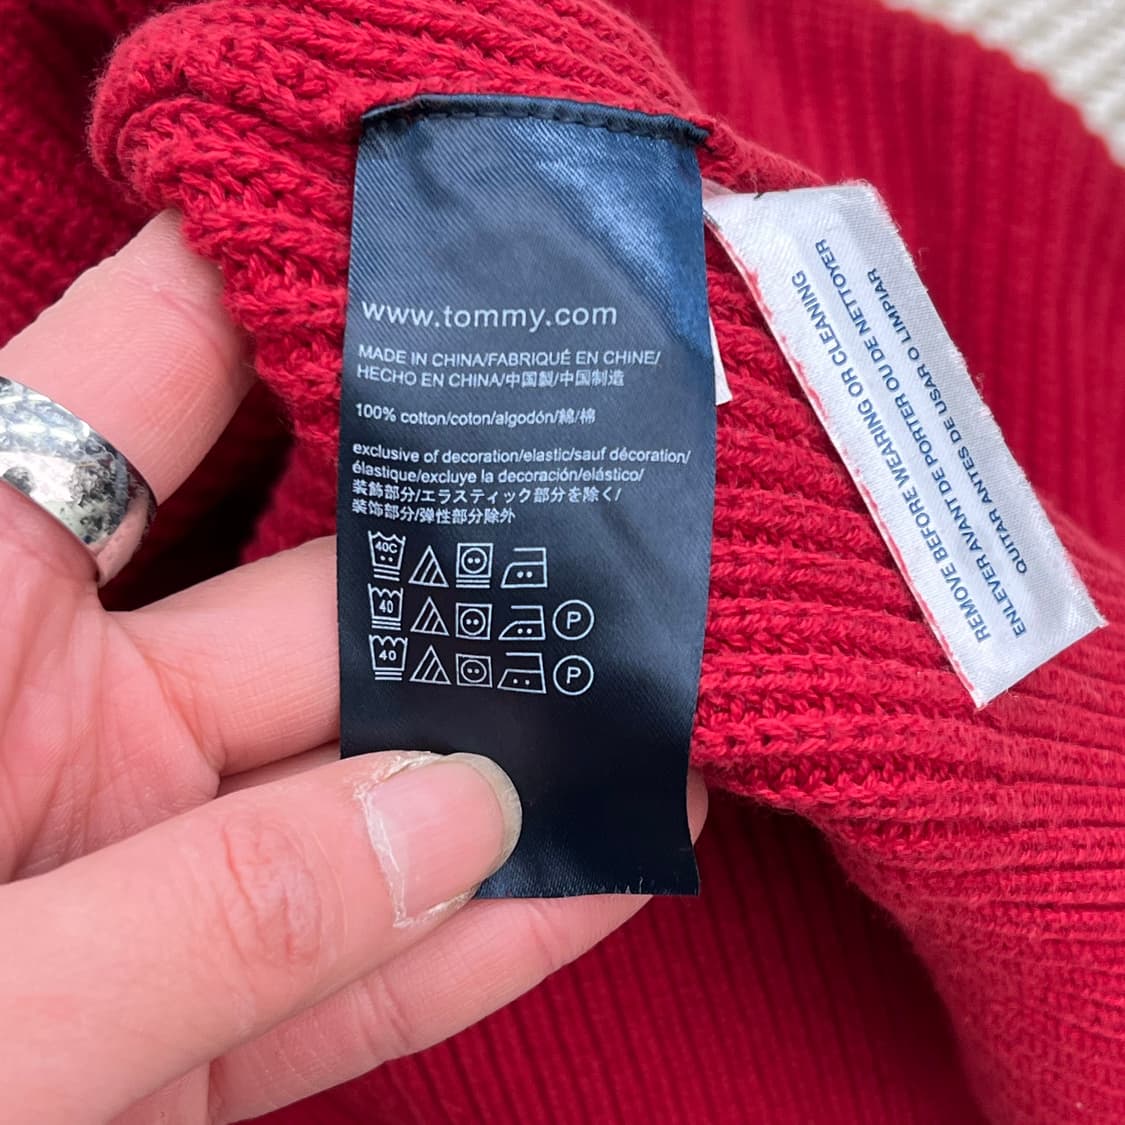 www.tommy.com
MADE IN CHINA/FABRIQUÉ EN CHINE/
HECHO EN CHINA/中国製/中国制造
100% cotton/coton/algodón/綿/棉
exclusive of decoration/elastic/sauf décoration/
élastique/excluye la decoración/elástico/
装飾部分/エラスティック部分を除く/
装饰部分/弹性部分除外
40C
40
P
40
P
REMOVE BEFORE WEARING OR CLEANING
ENLEVER AVANT DE PORTER OU DE NETTOYER
QUITAR ANTES DE USAR O LIMPIAR